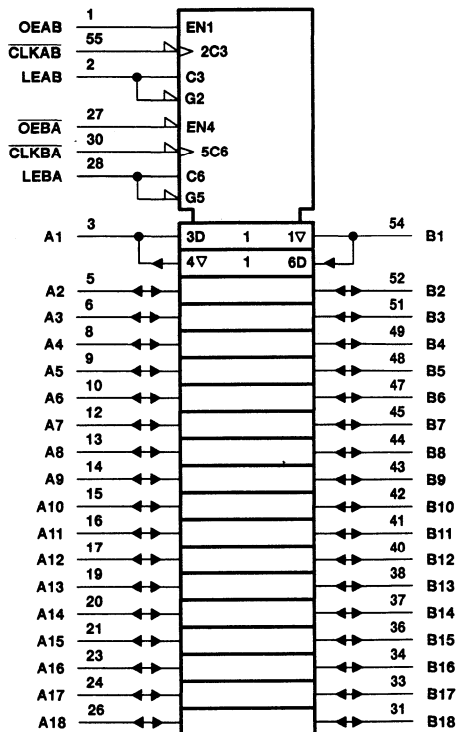 OEAB 1 EN1
CLKAB 55 2C3
LEAB 2 C3
G2
OEBA 27 EN4
CLKBA 30 5C6
LEBA 28 C6
G5
A1 3 3D 1 1▽ 54 B1
4▽ 1 6D
A2 5 52 B2
A3 6 51 B3
A4 8 49 B4
A5 9 48 B5
A6 10 47 B6
A7 12 45 B7
A8 13 44 B8
A9 14 43 B9
A10 15 42 B10
A11 16 41 B11
A12 17 40 B12
A13 19 38 B13
A14 20 37 B14
A15 21 36 B15
A16 23 34 B16
A17 24 33 B17
A18 26 31 B18